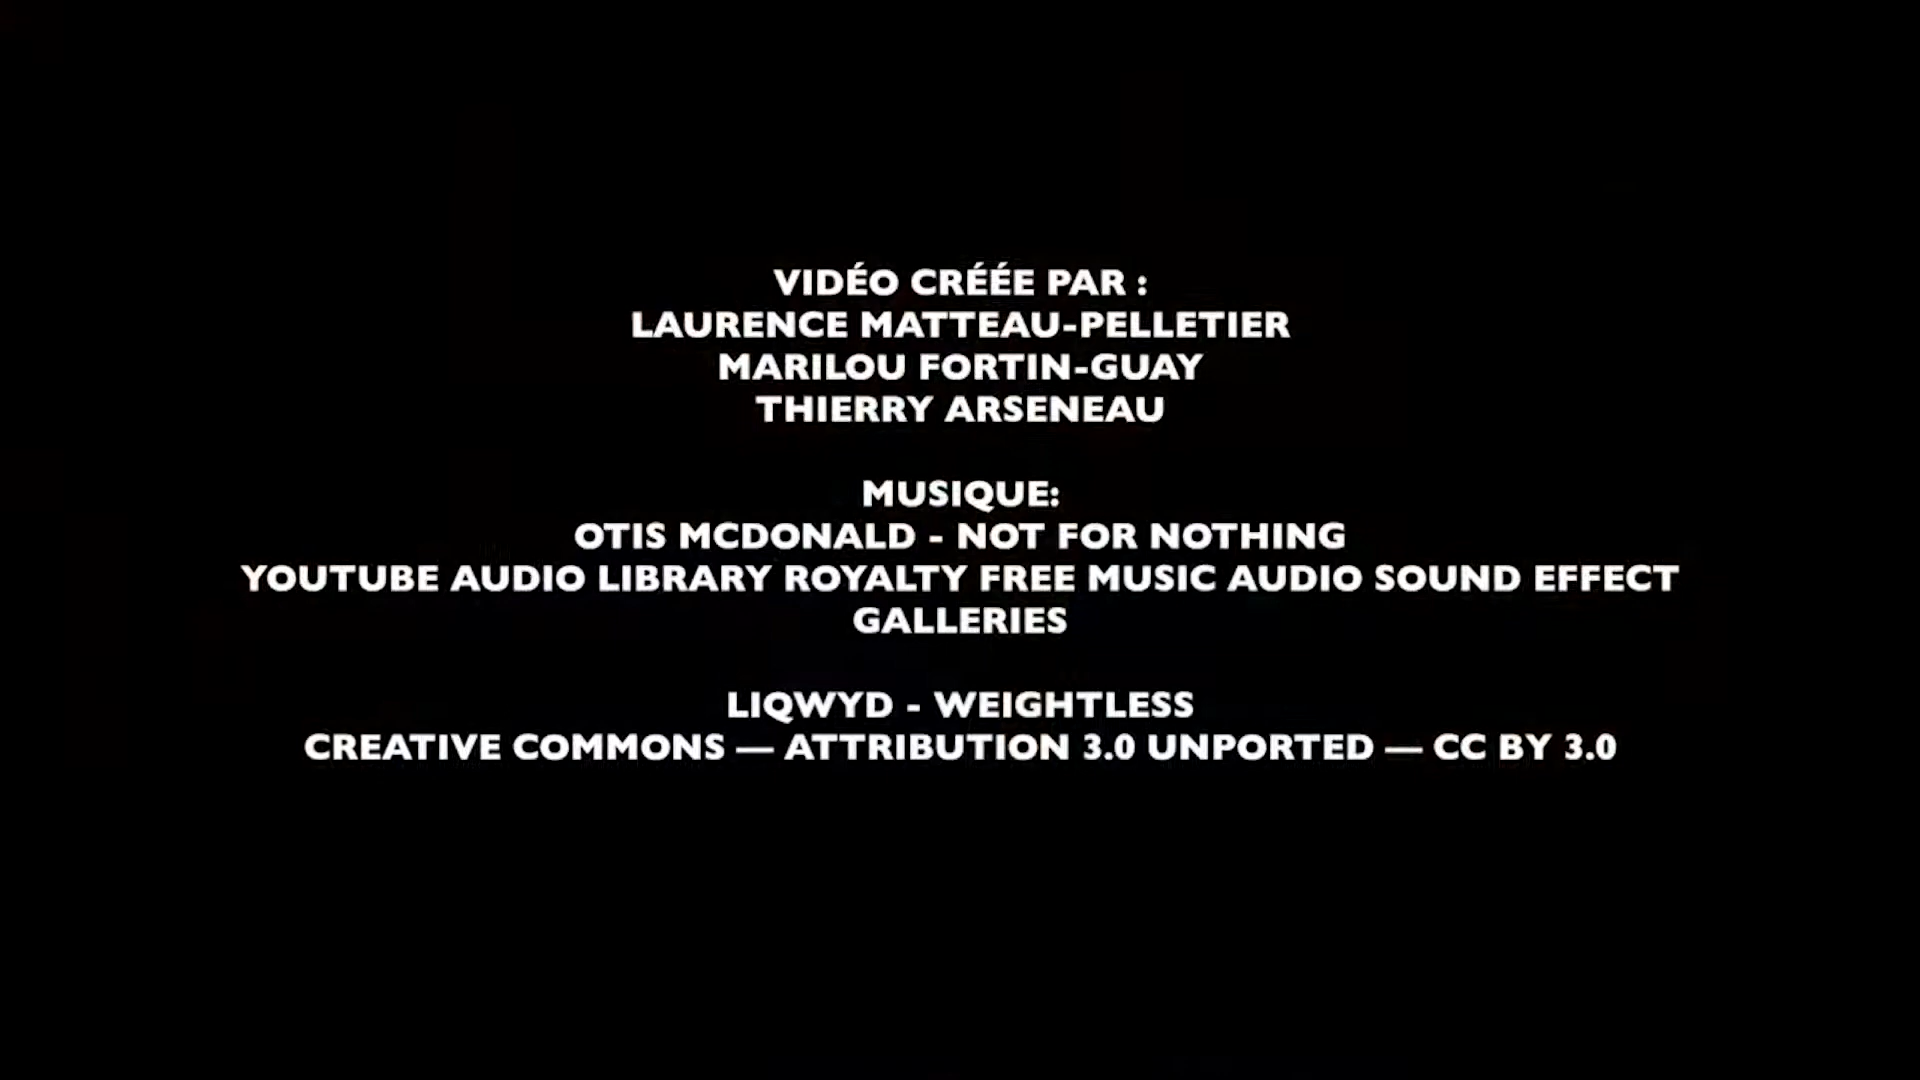 VIDÉO CRÉÉE PAR :
LAURENCE MATTEAU-PELLETIER
MARILOU FORTIN-GUAY
THIERRY ARSENEAU
MUSIQUE:
OTIS MCDONALD - NOT FOR NOTHING
YOUTUBE AUDIO LIBRARY ROYALTY FREE MUSIC AUDIO SOUND EFFECT
GALLERIES
LIQWYD - WEIGHTLESS
CREATIVE COMMONS — ATTRIBUTION 3.0 UNPORTED — CC BY 3.0